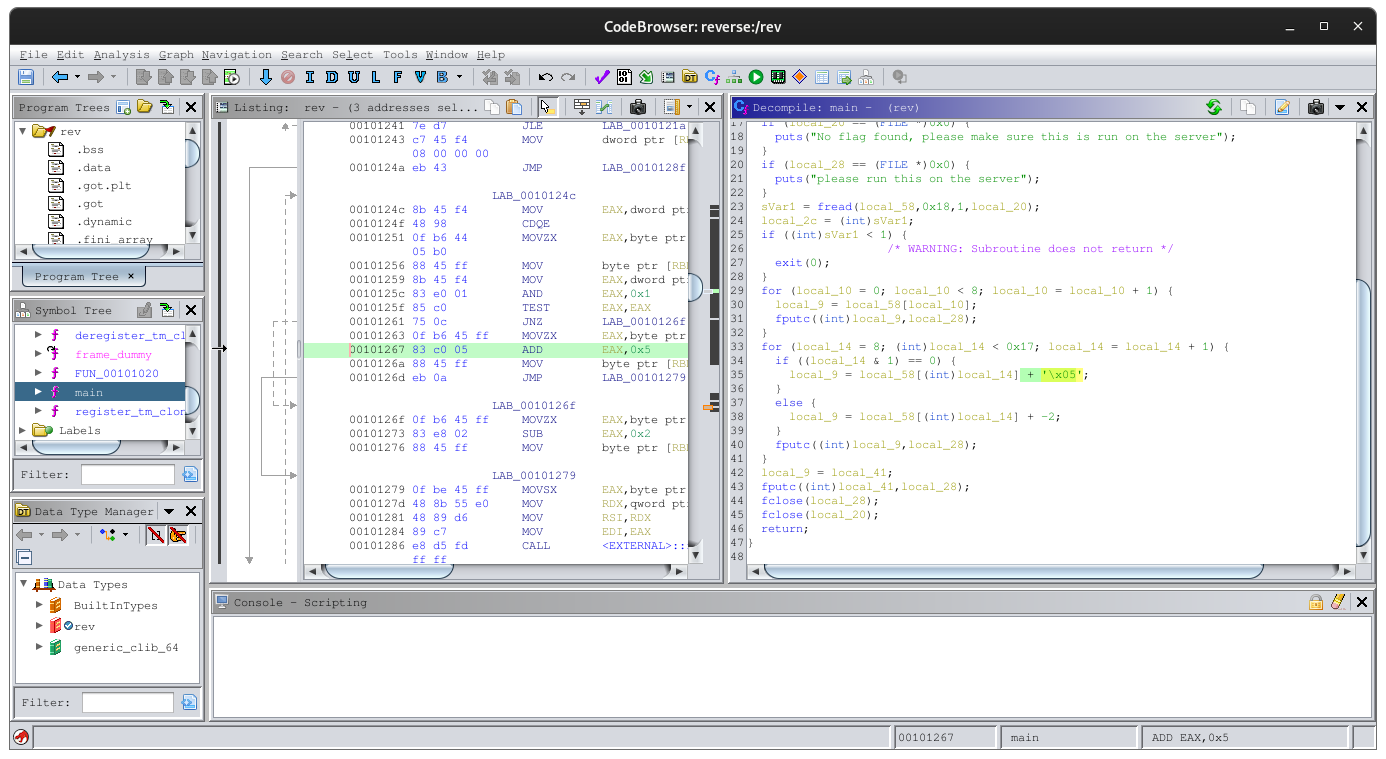 CodeBrowser: reverse:/rev
File Edit Analysis Graph Navigation Search Select Tools Window Help
I D U L F V B
Program Trees
rev
.bss
.data
.got.plt
.got
.dynamic
.fini_array
Program Tree ×
Symbol Tree
deregister_tm_cl
frame_dummy
FUN_00101020
main
register_tm_clon
Labels
Filter:
Data Type Manager
Data Types
BuiltInTypes
rev
generic_clib_64
Filter:
Listing: rev - (3 addresses sel...
00101241 7e d7 JLE LAB_0010121a
00101243 c7 45 f4 MOV dword ptr [R
08 00 00 00
0010124a eb 43 JMP LAB_0010128f
LAB_0010124c
0010124c 8b 45 f4 MOV EAX,dword pt
0010124f 48 98 CDQE
00101251 0f b6 44 MOVZX EAX,byte ptr
05 b0
00101256 88 45 ff MOV byte ptr [RB
00101259 8b 45 f4 MOV EAX,dword pt
0010125c 83 e0 01 AND EAX,0x1
0010125f 85 c0 TEST EAX,EAX
00101261 75 0c JNZ LAB_0010126f
00101263 0f b6 45 ff MOVZX EAX,byte ptr
00101267 83 c0 05 ADD EAX,0x5
0010126a 88 45 ff MOV byte ptr [RB
0010126d eb 0a JMP LAB_00101279
LAB_0010126f
0010126f 0f b6 45 ff MOVZX EAX,byte ptr
00101273 83 e8 02 SUB EAX,0x2
00101276 88 45 ff MOV byte ptr [RB
LAB_00101279
00101279 0f be 45 ff MOVSX EAX,byte ptr
0010127d 48 8b 55 e0 MOV RDX,qword pt
00101281 48 89 d6 MOV RSI,RDX
00101284 89 c7 MOV EDI,EAX
00101286 e8 d5 fd CALL <EXTERNAL>::
ff ff
Decompile: main - (rev)
17 if (local_20 == (FILE *)0x0) {
18 puts("No flag found, please make sure this is run on the server");
19 }
20 if (local_28 == (FILE *)0x0) {
21 puts("please run this on the server");
22 }
23 sVar1 = fread(local_58,0x18,1,local_20);
24 local_2c = (int)sVar1;
25 if ((int)sVar1 < 1) {
26 /* WARNING: Subroutine does not return */
27 exit(0);
28 }
29 for (local_10 = 0; local_10 < 8; local_10 = local_10 + 1) {
30 local_9 = local_58[local_10];
31 fputc((int)local_9,local_28);
32 }
33 for (local_14 = 8; (int)local_14 < 0x17; local_14 = local_14 + 1) {
34 if ((local_14 & 1) == 0) {
35 local_9 = local_58[(int)local_14] + '\x05';
36 }
37 else {
38 local_9 = local_58[(int)local_14] + -2;
39 }
40 fputc((int)local_9,local_28);
41 }
42 local_9 = local_41;
43 fputc((int)local_41,local_28);
44 fclose(local_28);
45 fclose(local_20);
46 return;
47 }
48
Console - Scripting
00101267 main ADD EAX,0x5